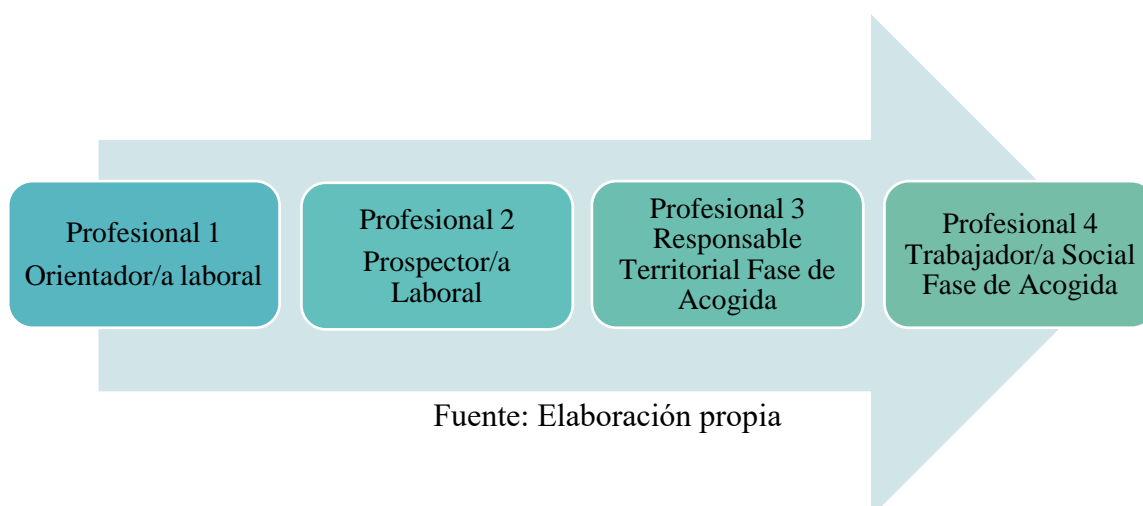 Profesional 1
Orientador/a laboral
Profesional 2
Prospector/a
Laboral
Profesional 3
Responsable
Territorial Fase de
Acogida
Profesional 4
Trabajador/a Social
Fase de Acogida
Fuente: Elaboración propia